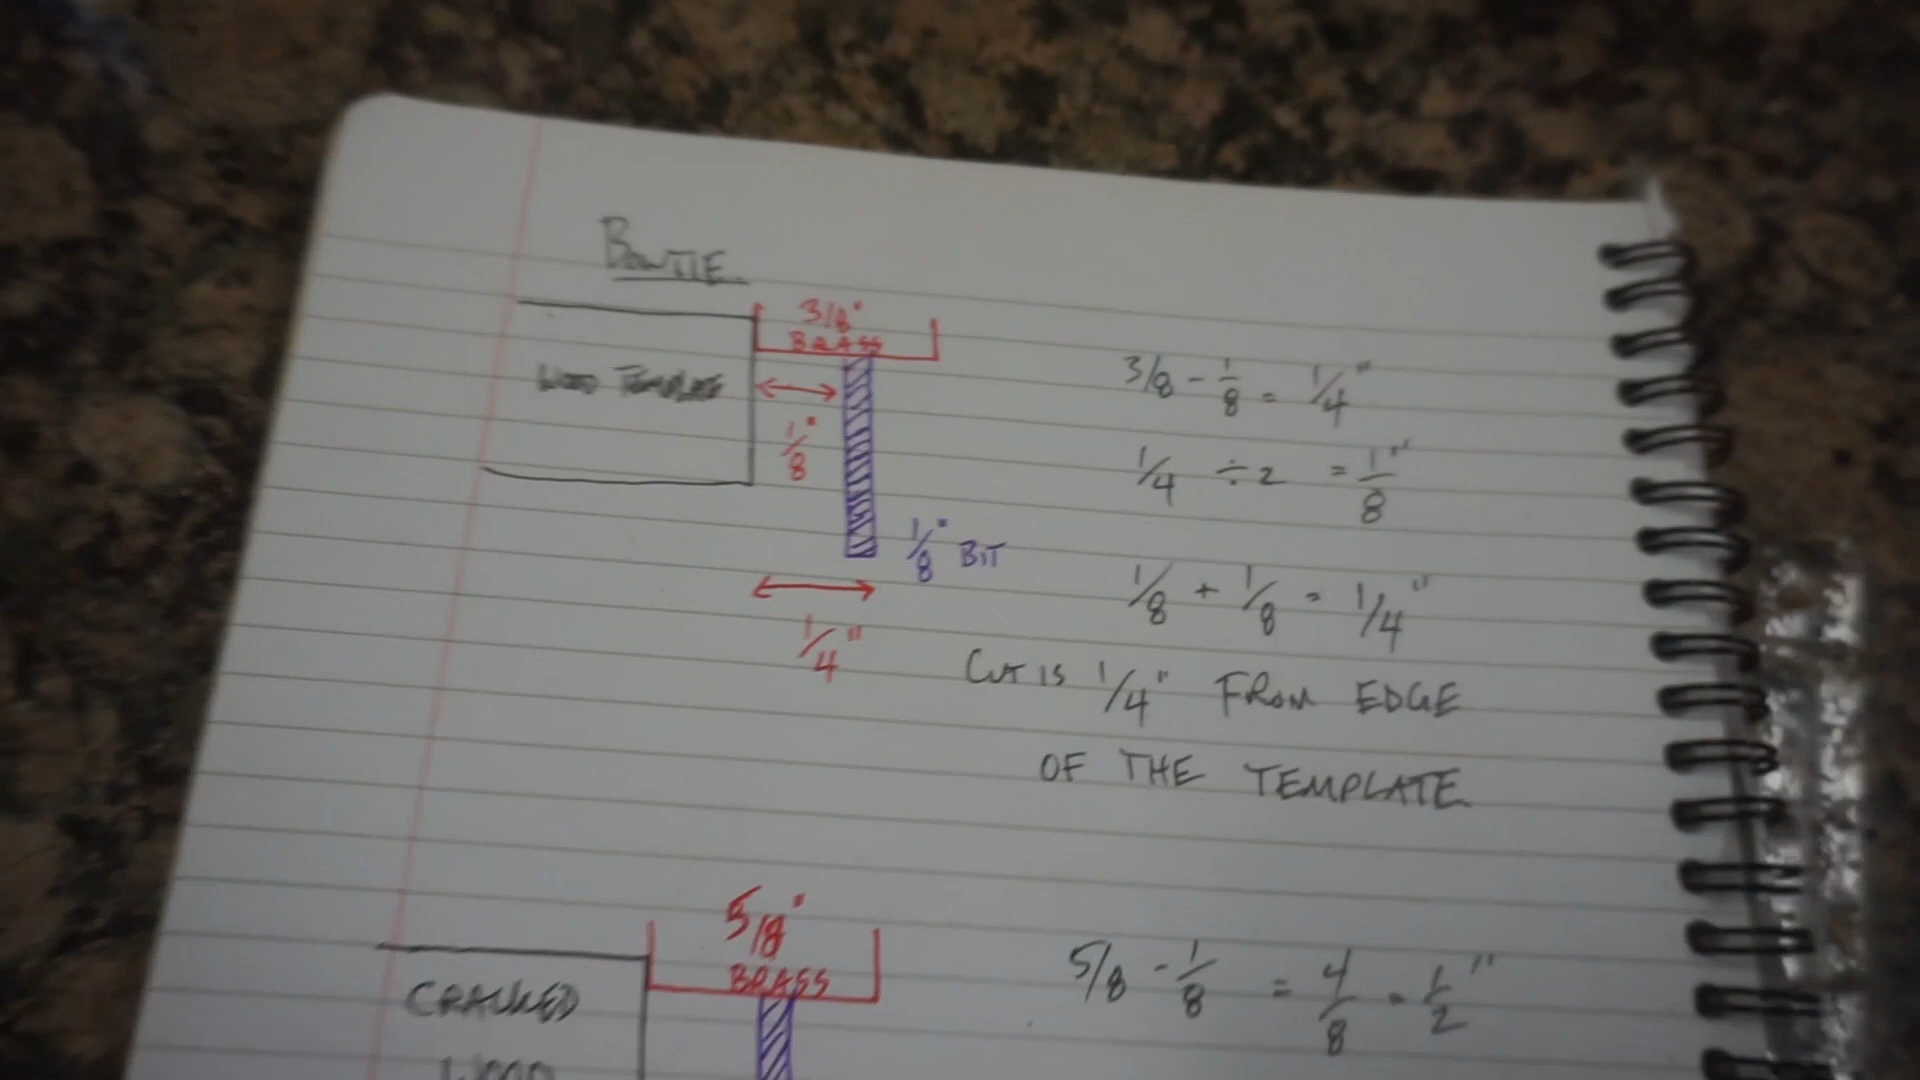 BOWTIE
3/8"
BRASS
WOOD TEMPLATE
1/8"
1/8" BIT
1/4"
3/8 - 1/8 = 1/4"
1/4 ÷ 2 = 1/8"
1/8 + 1/8 = 1/4"
CUT IS 1/4" FROM EDGE
OF THE TEMPLATE
5/8"
BRASS
CRACKED
WOOD
5/8 - 1/8 = 4/8 = 1/2"